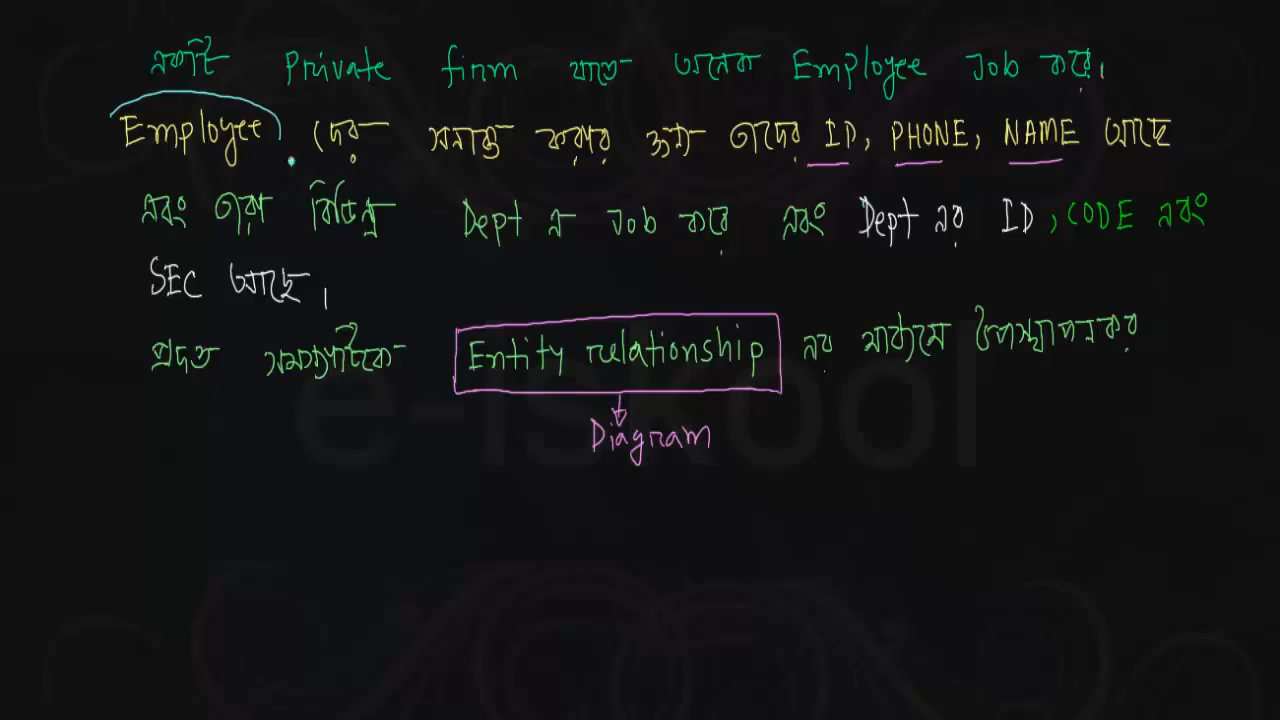 একটি Private firm যাতে অনেক Employee Job করে।
Employee দের সনাক্ত করার জন্য তাদের ID, PHONE, NAME আছে
এবং তারা বিভিন্ন Dept এ Job করে এবং Dept এর ID, CODE এবং
SEC আছে।
প্রদত্ত সমস্যাটিকে Entity relationship এর মাধ্যমে উপস্থাপন কর
Diagram
e-iskool